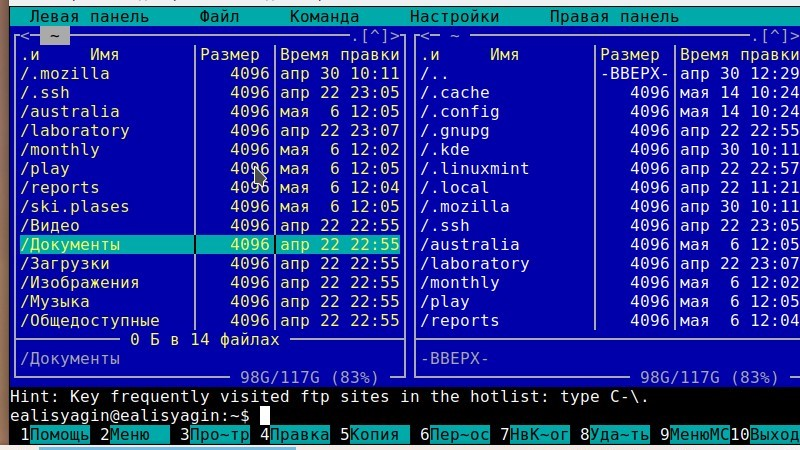 Левая панель Файл Команда Настройки Правая панель
<- ~ .[^]> <- ~ .[^]>
.и Имя Размер Время правки .и Имя Размер Время правки
/.mozilla 4096 апр 30 10:11 /.. -ВВЕРХ- апр 30 12:29
/.ssh 4096 апр 22 23:05 /.cache 4096 мая 14 10:24
/australia 4096 мая 6 12:05 /.config 4096 мая 14 10:24
/laboratory 4096 апр 22 23:07 /.gnupg 4096 апр 22 22:55
/monthly 4096 мая 6 12:02 /.kde 4096 апр 30 10:11
/play 4096 мая 6 12:05 /.linuxmint 4096 апр 22 22:57
/reports 4096 мая 6 12:04 /.local 4096 апр 22 11:21
/ski.plases 4096 мая 6 12:05 /.mozilla 4096 апр 30 10:11
/Видео 4096 апр 22 22:55 /.ssh 4096 апр 22 23:05
/Документы 4096 апр 22 22:55 /australia 4096 мая 6 12:05
/Загрузки 4096 апр 22 22:55 /laboratory 4096 апр 22 23:07
/Изображения 4096 апр 22 22:55 /monthly 4096 мая 6 12:02
/Музыка 4096 апр 22 22:55 /play 4096 мая 6 12:05
/Общедоступные 4096 апр 22 22:55 /reports 4096 мая 6 12:04
0 Б в 14 файлах
/Документы -ВВЕРХ-
98G/117G (83%) 98G/117G (83%)
Hint: Key frequently visited ftp sites in the hotlist: type C-\.
ealisyagin@ealisyagin:~$
1Помощь 2Меню 3Про~тр 4Правка 5Копия 6Пер~ос 7НвК~ог 8Уда~ть 9МенюMC 10Выход